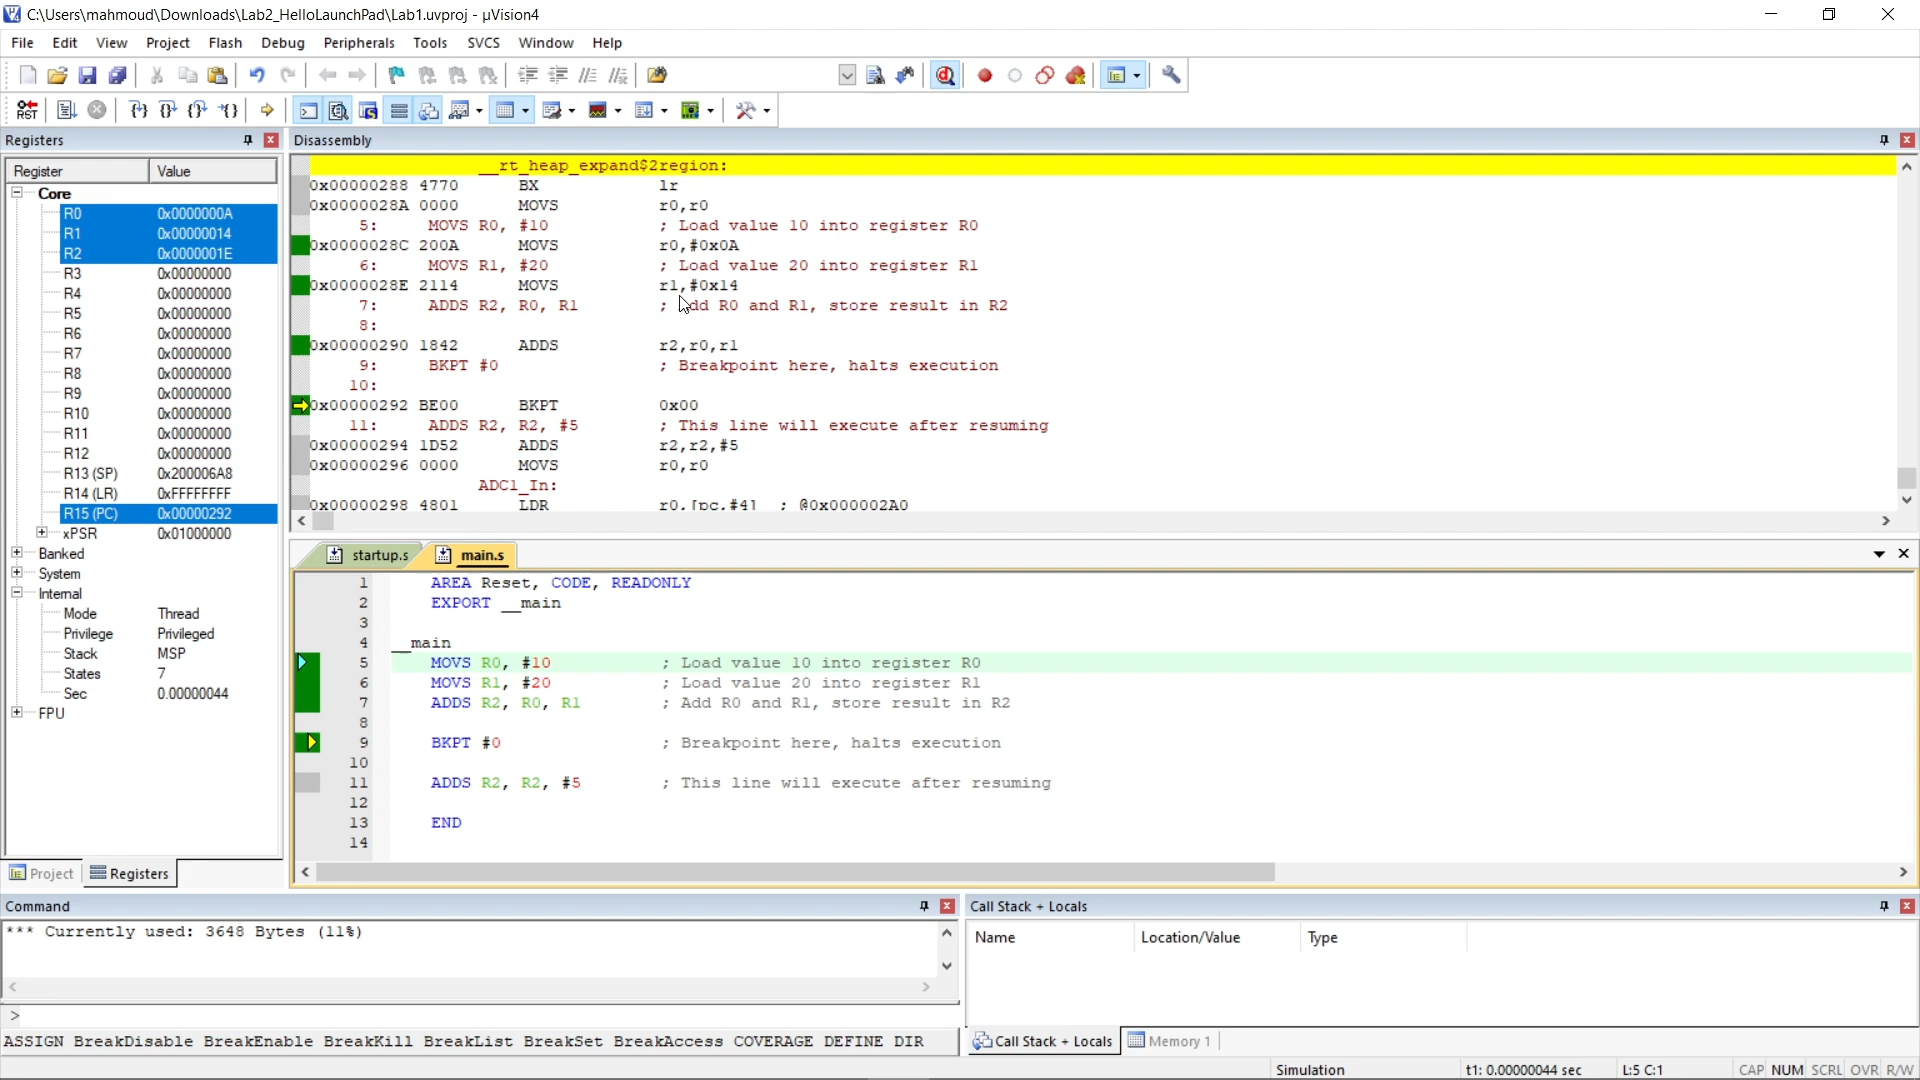 C:\Users\mahmoud\Downloads\Lab2_HelloLaunchPad\Lab1.uvproj - µVision4
File Edit View Project Flash Debug Peripherals Tools SVCS Window Help
Registers
Register Value
Core
R0 0x0000000A
R1 0x00000014
R2 0x0000001E
R3 0x00000000
R4 0x00000000
R5 0x00000000
R6 0x00000000
R7 0x00000000
R8 0x00000000
R9 0x00000000
R10 0x00000000
R11 0x00000000
R12 0x00000000
R13 (SP) 0x200006A8
R14 (LR) 0xFFFFFFFF
R15 (PC) 0x00000292
xPSR 0x01000000
Banked
System
Internal
Mode Thread
Privilege Privileged
Stack MSP
States 7
Sec 0.00000044
FPU
Project Registers
Disassembly
__rt_heap_expand$2region:
0x00000288 4770 BX lr
0x0000028A 0000 MOVS r0,r0
5: MOVS R0, #10 ; Load value 10 into register R0
0x0000028C 200A MOVS r0,#0x0A
6: MOVS R1, #20 ; Load value 20 into register R1
0x0000028E 2114 MOVS r1,#0x14
7: ADDS R2, R0, R1 ; Add R0 and R1, store result in R2
8:
0x00000290 1842 ADDS r2,r0,r1
9: BKPT #0 ; Breakpoint here, halts execution
10:
0x00000292 BE00 BKPT 0x00
11: ADDS R2, R2, #5 ; This line will execute after resuming
0x00000294 1D52 ADDS r2,r2,#5
0x00000296 0000 MOVS r0,r0
ADC1_In:
0x00000298 4801 LDR r0,[pc,#4] ; @0x000002A0
startup.s main.s
1 AREA Reset, CODE, READONLY
2 EXPORT __main
3
4 __main
5 MOVS R0, #10 ; Load value 10 into register R0
6 MOVS R1, #20 ; Load value 20 into register R1
7 ADDS R2, R0, R1 ; Add R0 and R1, store result in R2
8
9 BKPT #0 ; Breakpoint here, halts execution
10
11 ADDS R2, R2, #5 ; This line will execute after resuming
12
13 END
14
Command
*** Currently used: 3648 Bytes (11%)
>
ASSIGN BreakDisable BreakEnable BreakKill BreakList BreakSet BreakAccess COVERAGE DEFINE DIR
Call Stack + Locals
Name Location/Value Type
Call Stack + Locals Memory 1
Simulation t1: 0.00000044 sec L:5 C:1 CAP NUM SCRL OVR R/W